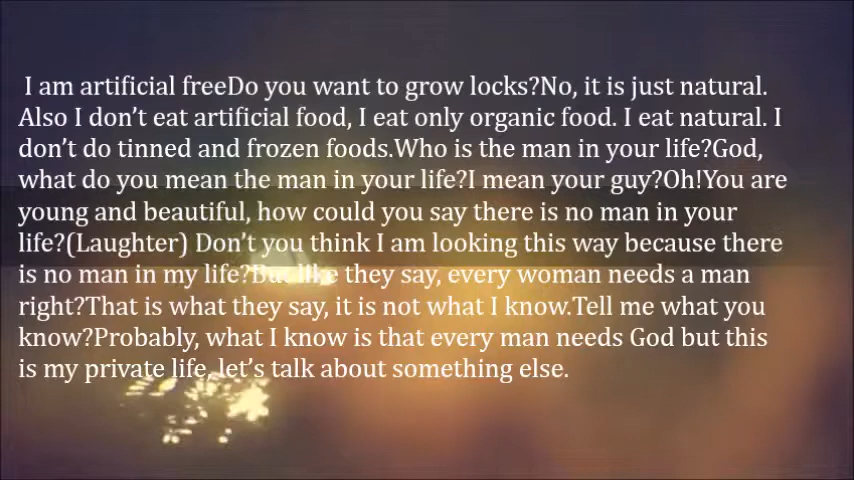 I am artificial freeDo you want to grow locks?No, it is just natural.
Also I don’t eat artificial food, I eat only organic food. I eat natural. I
don’t do tinned and frozen foods.Who is the man in your life?God,
what do you mean the man in your life?I mean your guy?Oh!You are
young and beautiful, how could you say there is no man in your
life?(Laughter) Don’t you think I am looking this way because there
is no man in my life?But like they say, every woman needs a man
right?That is what they say, it is not what I know.Tell me what you
know?Probably, what I know is that every man needs God but this
is my private life, let’s talk about something else.